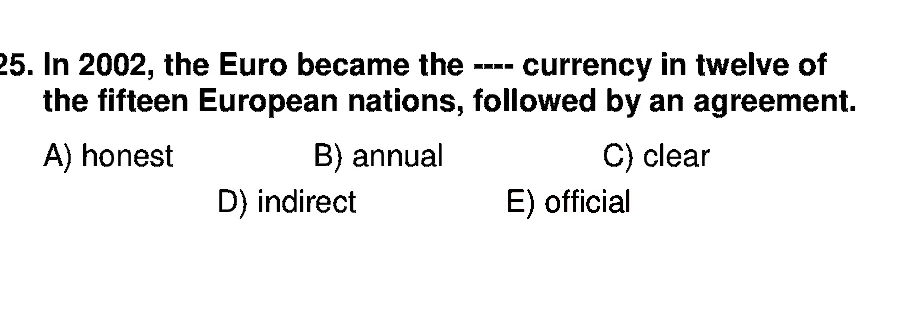 25. In 2002, the Euro became the ---- currency in twelve of
the fifteen European nations, followed by an agreement.
A) honest B) annual C) clear
D) indirect E) official